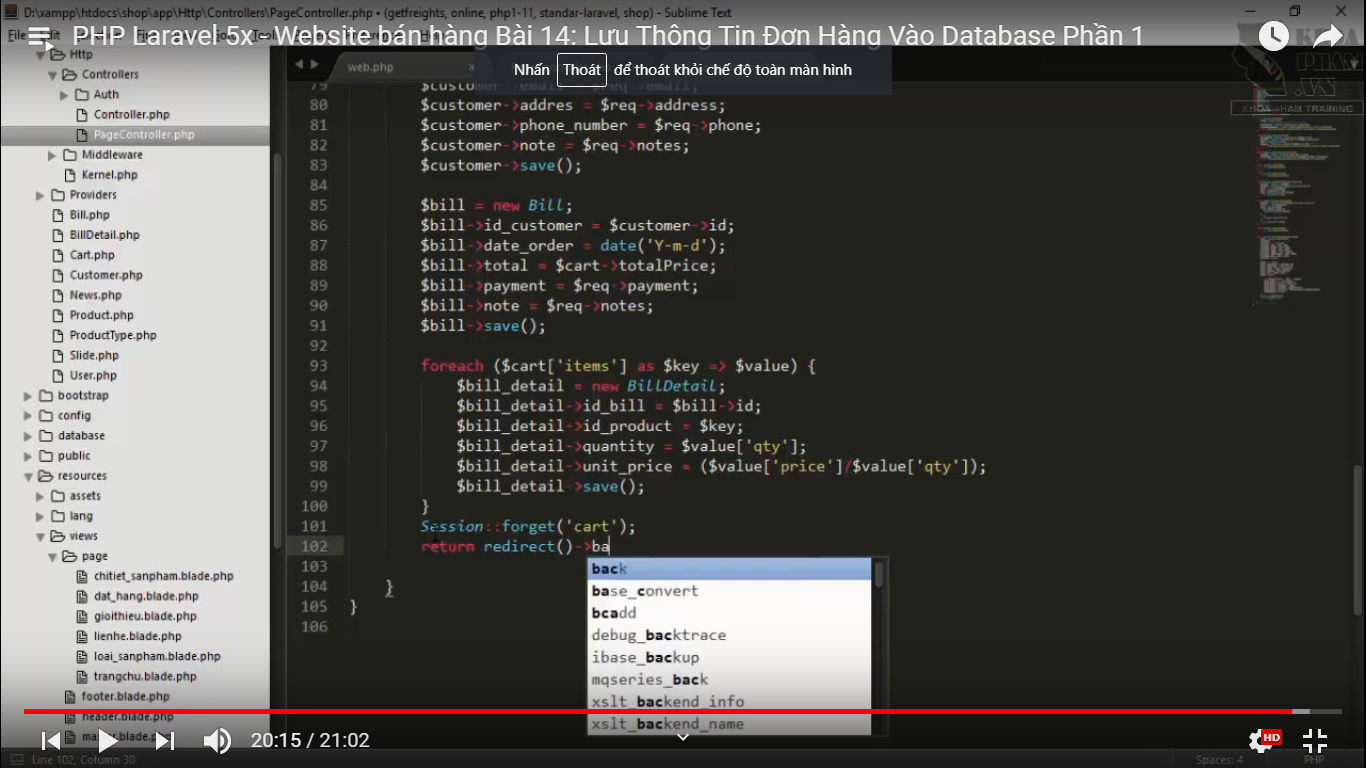 D:\xampp\htdocs\shop\app\Http\Controllers\PageController.php • (getfreights, online, php1-11, standar-laravel, shop) - Sublime Text
PHP Laravel 5x - Website bán hàng Bài 14: Lưu Thông Tin Đơn Hàng Vào Database Phần 1
Nhấn Thoát để thoát khỏi chế độ toàn màn hình
KHOA PHAM .VN
KHOA PHAM TRAINING
Http
Controllers
Auth
Controller.php
PageController.php
Middleware
Kernel.php
Providers
Bill.php
BillDetail.php
Cart.php
Customer.php
News.php
Product.php
ProductType.php
Slide.php
User.php
bootstrap
config
database
public
resources
assets
lang
views
page
chitiet_sanpham.blade.php
dat_hang.blade.php
gioithieu.blade.php
lienhe.blade.php
loai_sanpham.blade.php
trangchu.blade.php
footer.blade.php
header.blade.php
web.php ×
79 $customer->email = $req->email;
80 $customer->addres = $req->address;
81 $customer->phone_number = $req->phone;
82 $customer->note = $req->notes;
83 $customer->save();
84
85 $bill = new Bill;
86 $bill->id_customer = $customer->id;
87 $bill->date_order = date('Y-m-d');
88 $bill->total = $cart->totalPrice;
89 $bill->payment = $req->payment;
90 $bill->note = $req->notes;
91 $bill->save();
92
93 foreach ($cart['items'] as $key => $value) {
94 $bill_detail = new BillDetail;
95 $bill_detail->id_bill = $bill->id;
96 $bill_detail->id_product = $key;
97 $bill_detail->quantity = $value['qty'];
98 $bill_detail->unit_price = ($value['price']/$value['qty']);
99 $bill_detail->save();
100 }
101 Session::forget('cart');
102 return redirect()->ba
103
104 }
105 }
106
back
base_convert
bcadd
debug_backtrace
ibase_backup
mqseries_back
xslt_backend_info
xslt_backend_name
20:15 / 21:02
HD
Line 102, Column 30
Spaces: 4
PHP